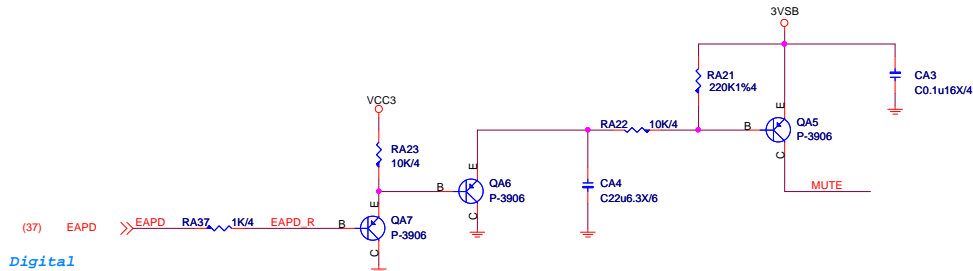 3VSB
RA21
220K1%4
CA3
C0.1u16X/4
VCC3
RA22 10K/4
B
E
QA5
P-3906
C
RA23
10K/4
E
B
QA6
P-3906
C
CA4
C22u6.3X/6
MUTE
(37) EAPD EAPD RA37 1K/4 EAPD_R
B
E
QA7
P-3906
C
Digital